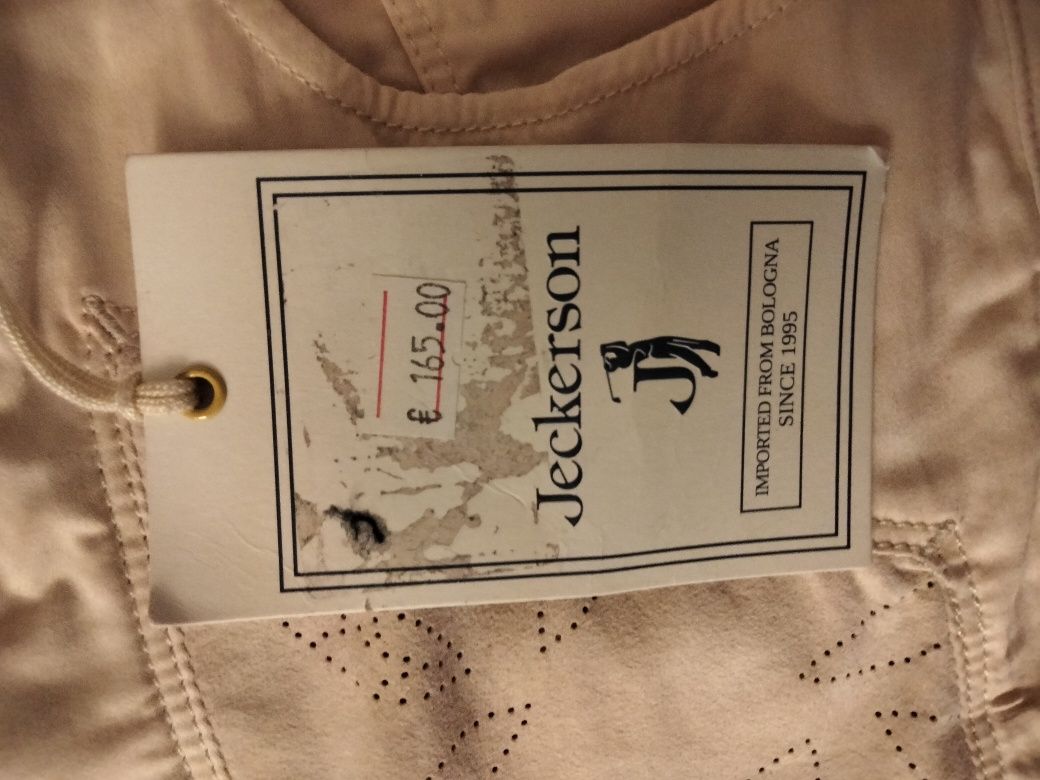 € 165.00
Jeckerson
J
IMPORTED FROM BOLOGNA
SINCE 1995